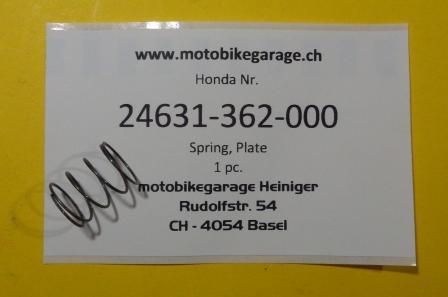 www.motobikegarage.ch
Honda Nr.
24631-362-000
Spring, Plate
1 pc.
motobikegarage Heiniger
Rudolfstr. 54
CH - 4054 Basel